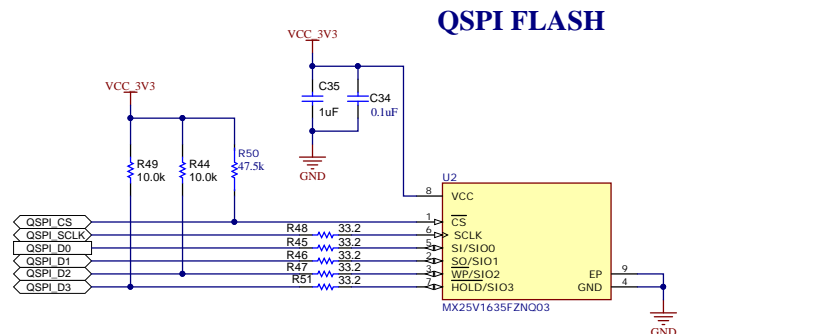 QSPI FLASH
VCC_3V3
VCC_3V3
C35
1uF
C34
0.1uF
R49
10.0k
R44
10.0k
R50
47.5k
GND
U2
8 VCC
QSPI_CS 1 CS
QSPI_SCLK R48 33.2 6 SCLK
QSPI_D0 R45 33.2 5 SI/SIO0
QSPI_D1 R46 33.2 2 SO/SIO1
QSPI_D2 R47 33.2 3 WP/SIO2 EP 9
QSPI_D3 R51 33.2 7 HOLD/SIO3 GND 4
MX25V1635FZNQ03
GND